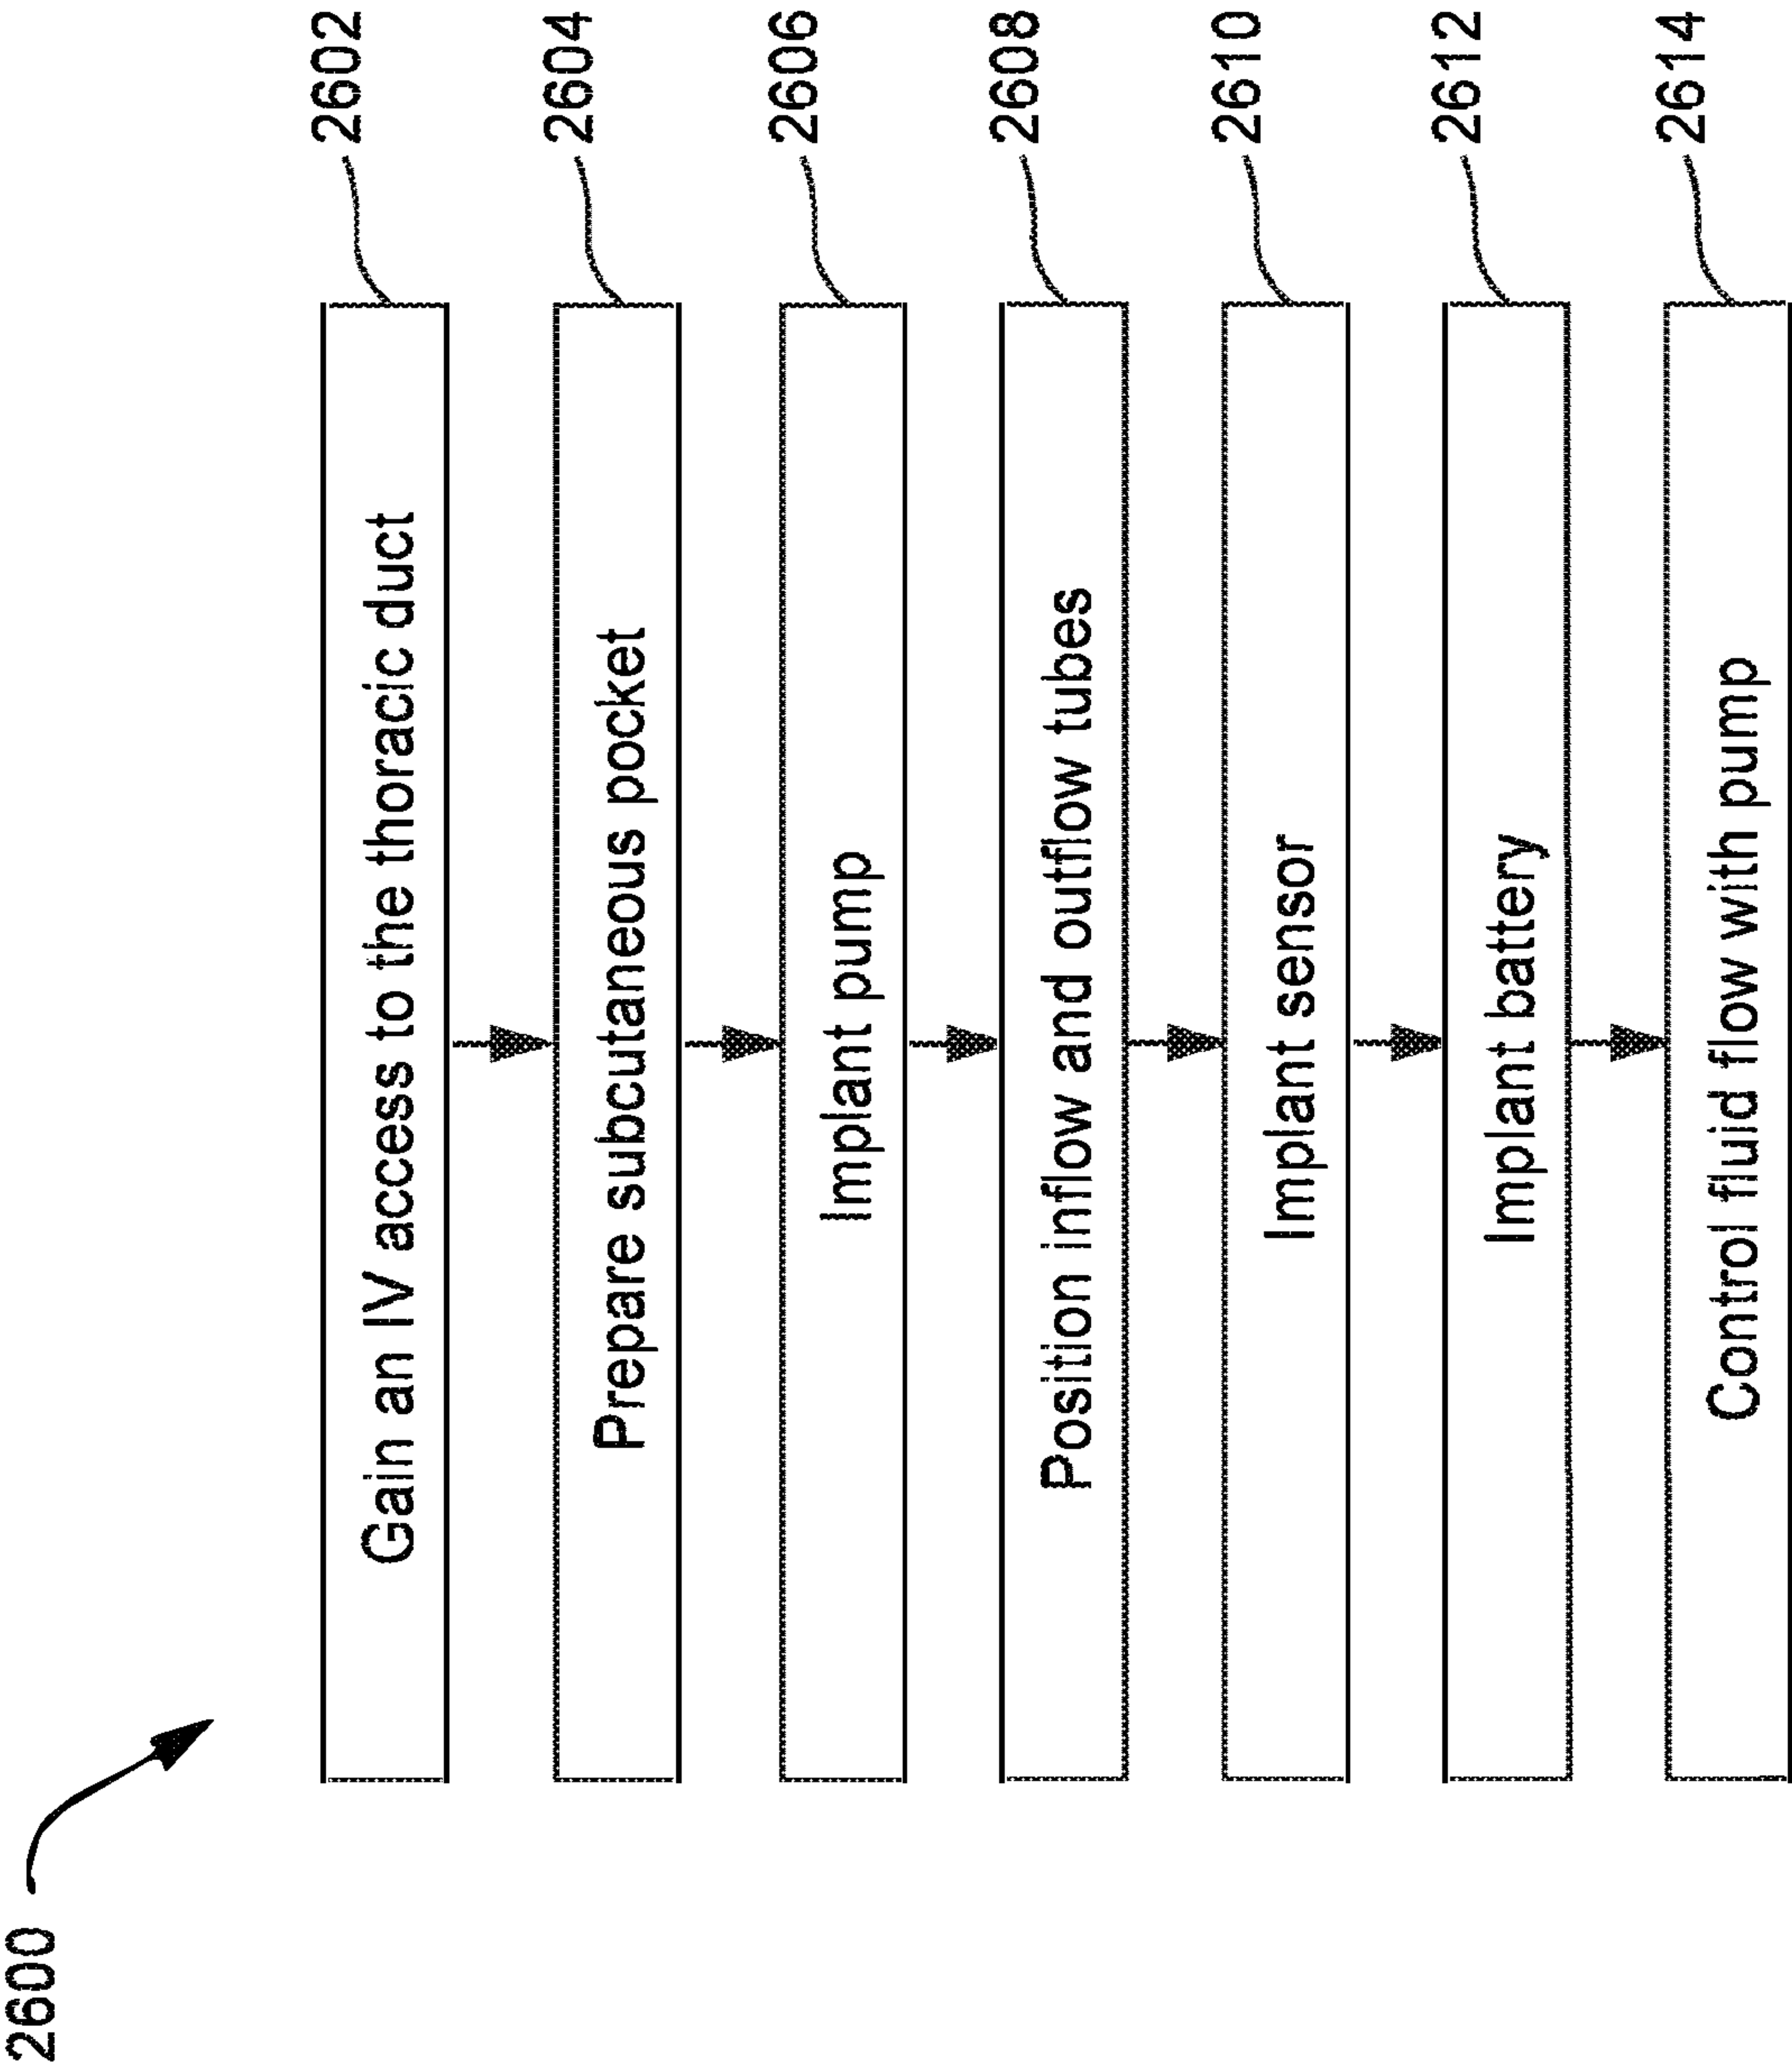 2600
Gain an IV access to the thoracic duct
2602
Prepare subcutaneous pocket
2604
Implant pump
2606
Position inflow and outflow tubes
2608
Implant sensor
2610
Implant battery
2612
Control fluid flow with pump
2614